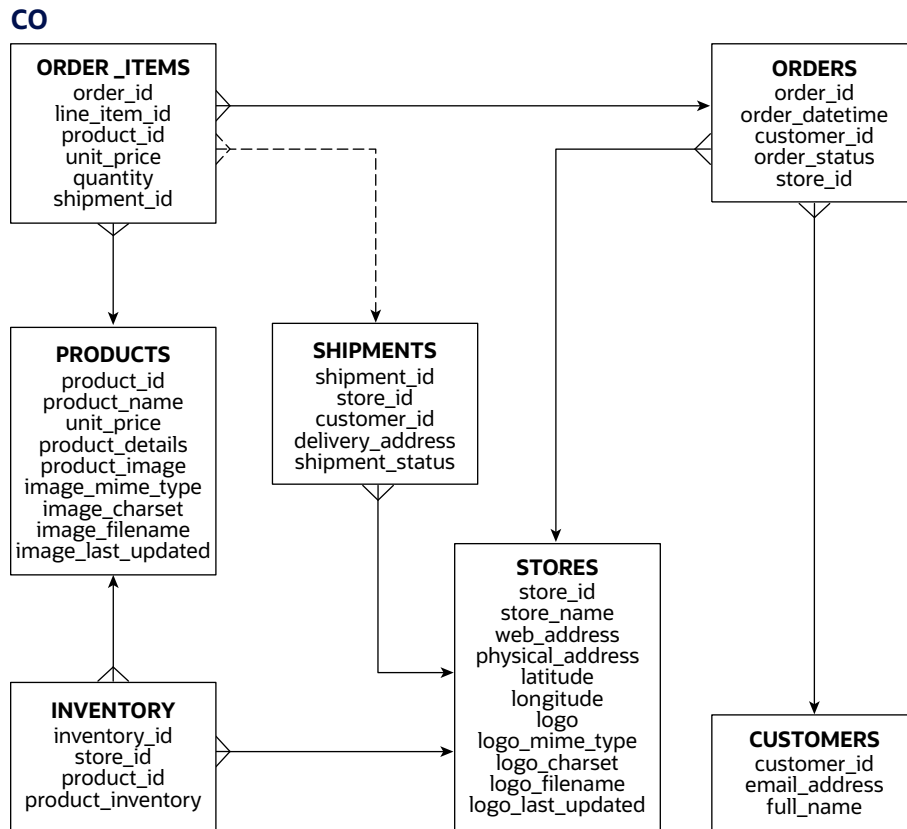 CO
ORDER _ITEMS
order_id
line_item_id
product_id
unit_price
quantity
shipment_id
ORDERS
order_id
order_datetime
customer_id
order_status
store_id
PRODUCTS
product_id
product_name
unit_price
product_details
product_image
image_mime_type
image_charset
image_filename
image_last_updated
SHIPMENTS
shipment_id
store_id
customer_id
delivery_address
shipment_status
STORES
store_id
store_name
web_address
physical_address
latitude
longitude
logo
logo_mime_type
logo_charset
logo_filename
logo_last_updated
INVENTORY
inventory_id
store_id
product_id
product_inventory
CUSTOMERS
customer_id
email_address
full_name